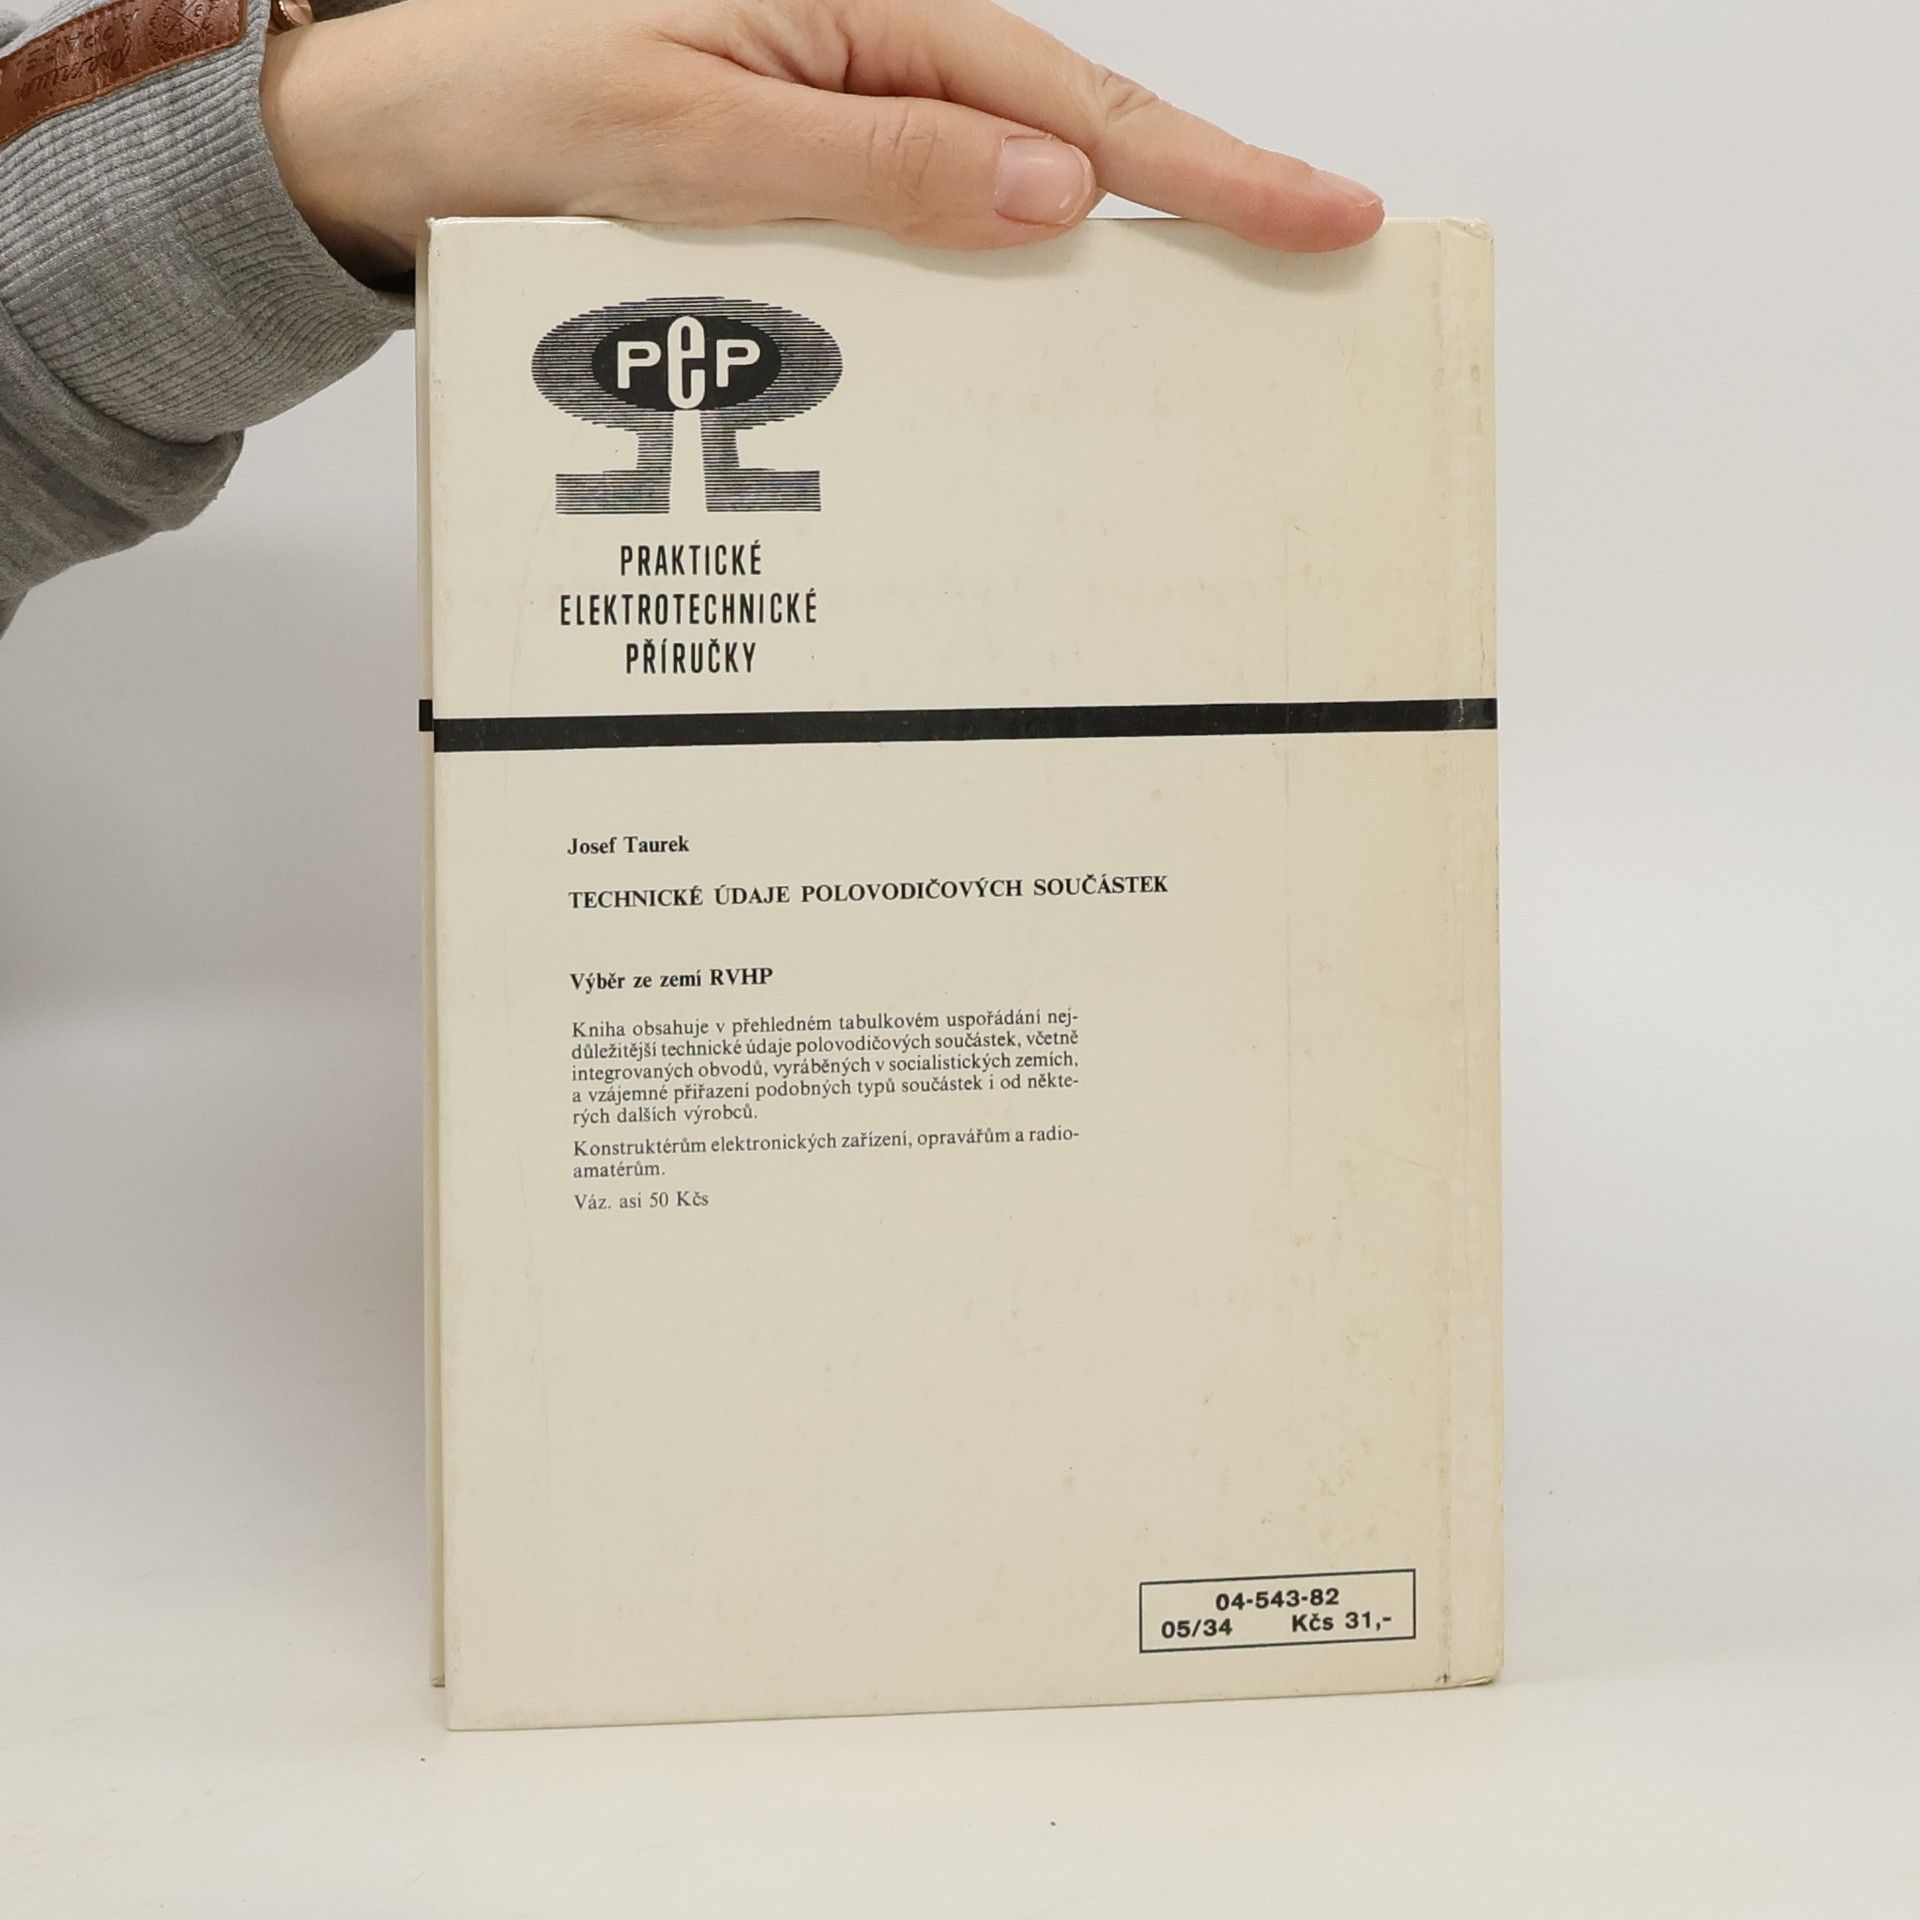 PeP
PRAKTICKÉ
ELEKTROTECHNICKÉ
PŘÍRUČKY
Josef Taurek
TECHNICKÉ ÚDAJE POLOVODIČOVÝCH SOUČÁSTEK
Výběr ze zemí RVHP
Kniha obsahuje v přehledném tabulkovém uspořádání nej-
důležitější technické údaje polovodičových součástek, včetně
integrovaných obvodů, vyráběných v socialistických zemích,
a vzájemné přiřazení podobných typů součástek i od někte-
rých dalších výrobců.
Konstruktérům elektronických zařízení, opravářům a radio-
amatérům.
Váz. asi 50 Kčs
04-543-82
05/34 Kčs 31,-